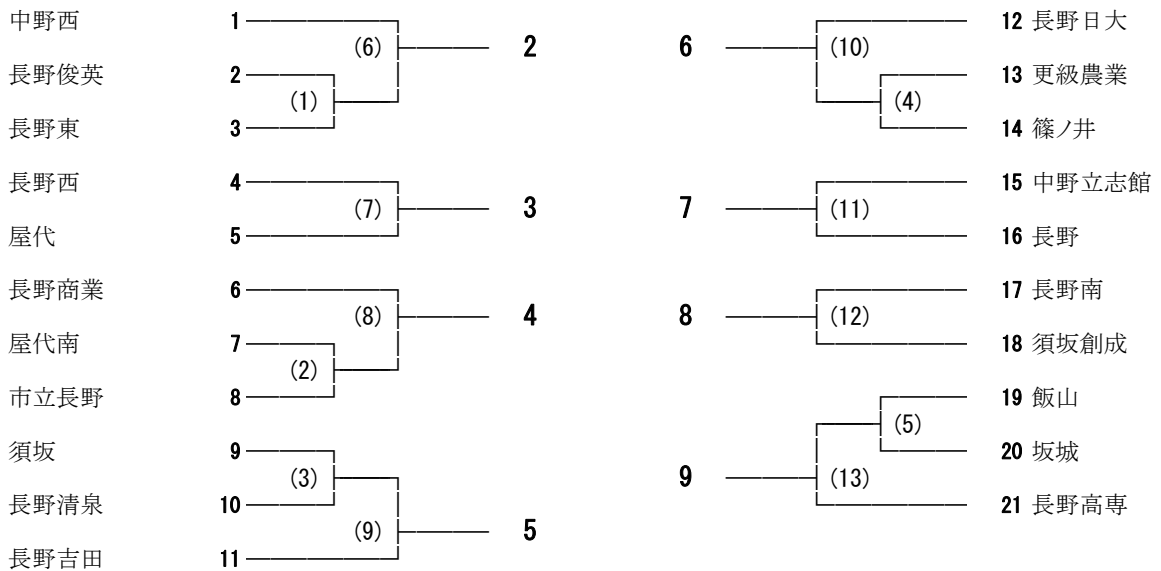 中野西 1
(6) 2
長野俊英 2
(1)
長野東 3
長野西 4
(7) 3
屋代 5
長野商業 6
(8) 4
屋代南 7
(2)
市立長野 8
須坂 9
(3)
長野清泉 10
(9) 5
長野吉田 11
12 長野日大
6 (10)
13 更級農業
(4)
14 篠ノ井
15 中野立志館
7 (11)
16 長野
17 長野南
8 (12)
18 須坂創成
19 飯山
(5)
20 坂城
9 (13)
21 長野高専